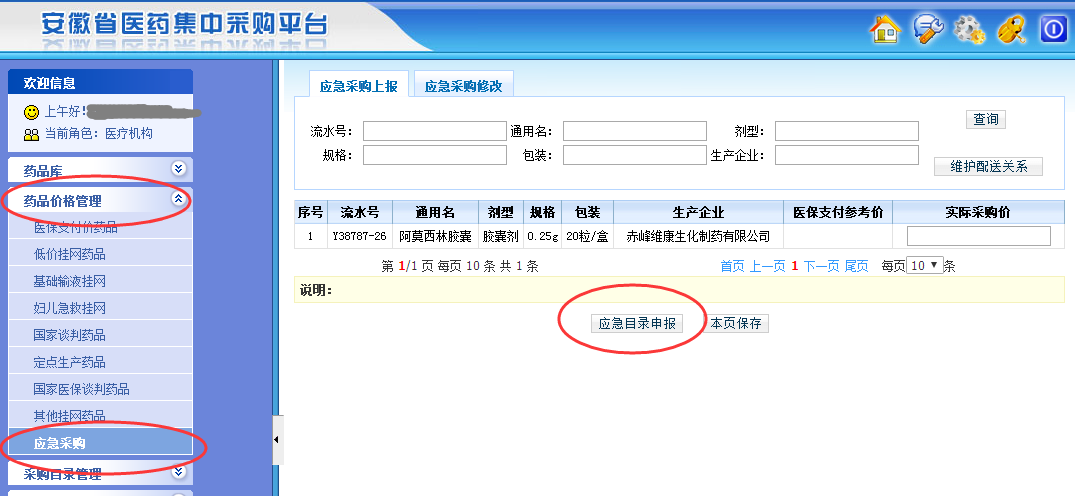 安徽省医药集中采购平台
欢迎信息
上午好!
当前角色：医疗机构
药品库
药品价格管理
医保支付价药品
低价挂网药品
基础输液挂网
妇儿急救挂网
国家谈判药品
定点生产药品
国家医保谈判药品
其他挂网药品
应急采购
采购目录管理
应急采购上报 应急采购修改
流水号： 通用名： 剂型： 查询
规格： 包装： 生产企业： 维护配送关系
序号 流水号 通用名 剂型 规格 包装 生产企业 医保支付参考价 实际采购价
1 Y38787-26 阿莫西林胶囊 胶囊剂 0.25g 20粒/盒 赤峰维康生化制药有限公司
第 1/1 页 每页 10 条 共 1 条 首页 上一页 1 下一页 尾页 每页 10 条
说明：
应急目录申报 本页保存